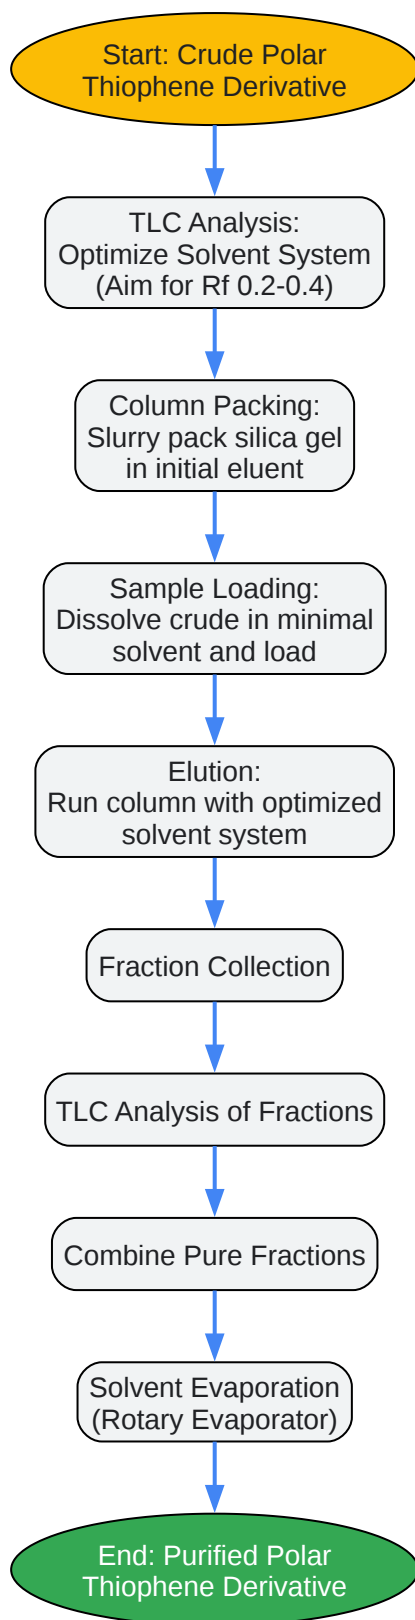 Start: Crude Polar
Thiophene Derivative
TLC Analysis:
Optimize Solvent System
(Aim for Rf 0.2-0.4)
Column Packing:
Slurry pack silica gel
in initial eluent
Sample Loading:
Dissolve crude in minimal
solvent and load
Elution:
Run column with optimized
solvent system
Fraction Collection
TLC Analysis of Fractions
Combine Pure Fractions
Solvent Evaporation
(Rotary Evaporator)
End: Purified Polar
Thiophene Derivative